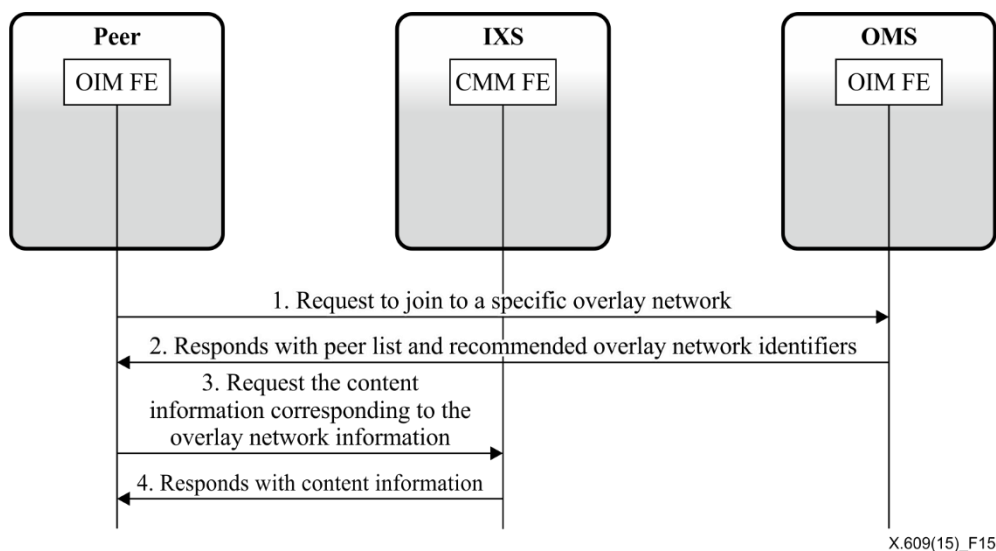 Peer
IXS
OMS
OIM FE
CMM FE
OIM FE
1. Request to join to a specific overlay network
2. Responds with peer list and recommended overlay network identifiers
3. Request the content
information corresponding to the
overlay network information
4. Responds with content information
X.609(15)_F15